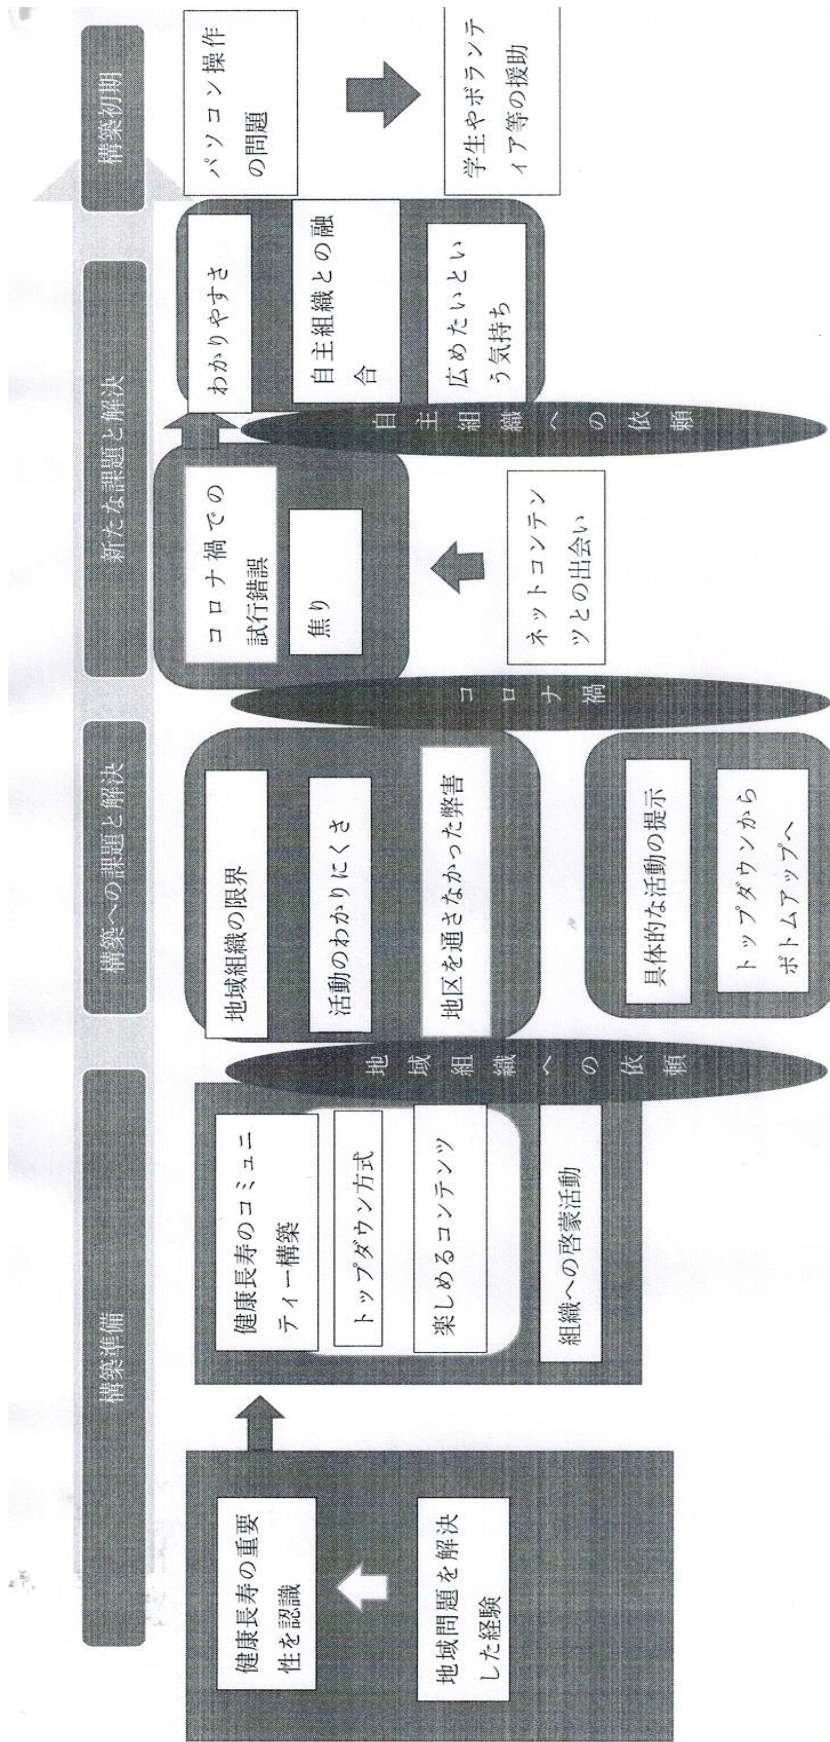 構築準備
構築への課題と解決
新たな課題と解決
構築初期
健康長寿の重要
性を認識
地域問題を解決
した経験
健康長寿のコミュニ
ティー構築
トップダウン方式
楽しめるコンテンツ
組織への啓蒙活動
地域組織への依頼
地域組織の限界
活動のわかりにくさ
地区を通さなかった弊害
具体的な活動の提示
トップダウンから
ボトムアップへ
コロナ禍
コロナ禍での
試行錯誤
焦り
ネットコンテン
ツとの出会い
自主組織への依頼
わかりやすさ
自主組織との融
合
広めたいとい
う気持ち
パソコン操作
の問題
学生やボランテ
ィア等の援助